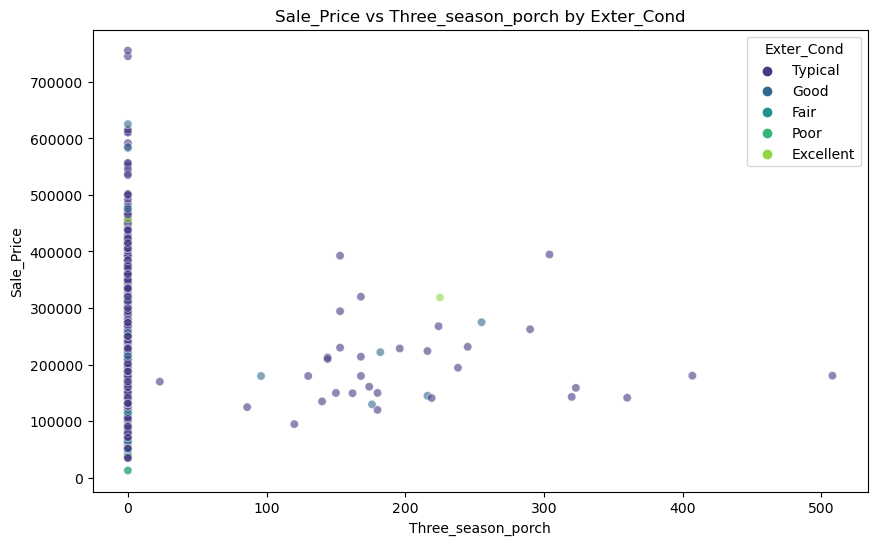 Sale_Price vs Three_season_porch by Exter_Cond
Exter_Cond
Typical
Good
Fair
Poor
Excellent
700000
600000
500000
400000
300000
200000
100000
0
Sale_Price
0 100 200 300 400 500
Three_season_porch